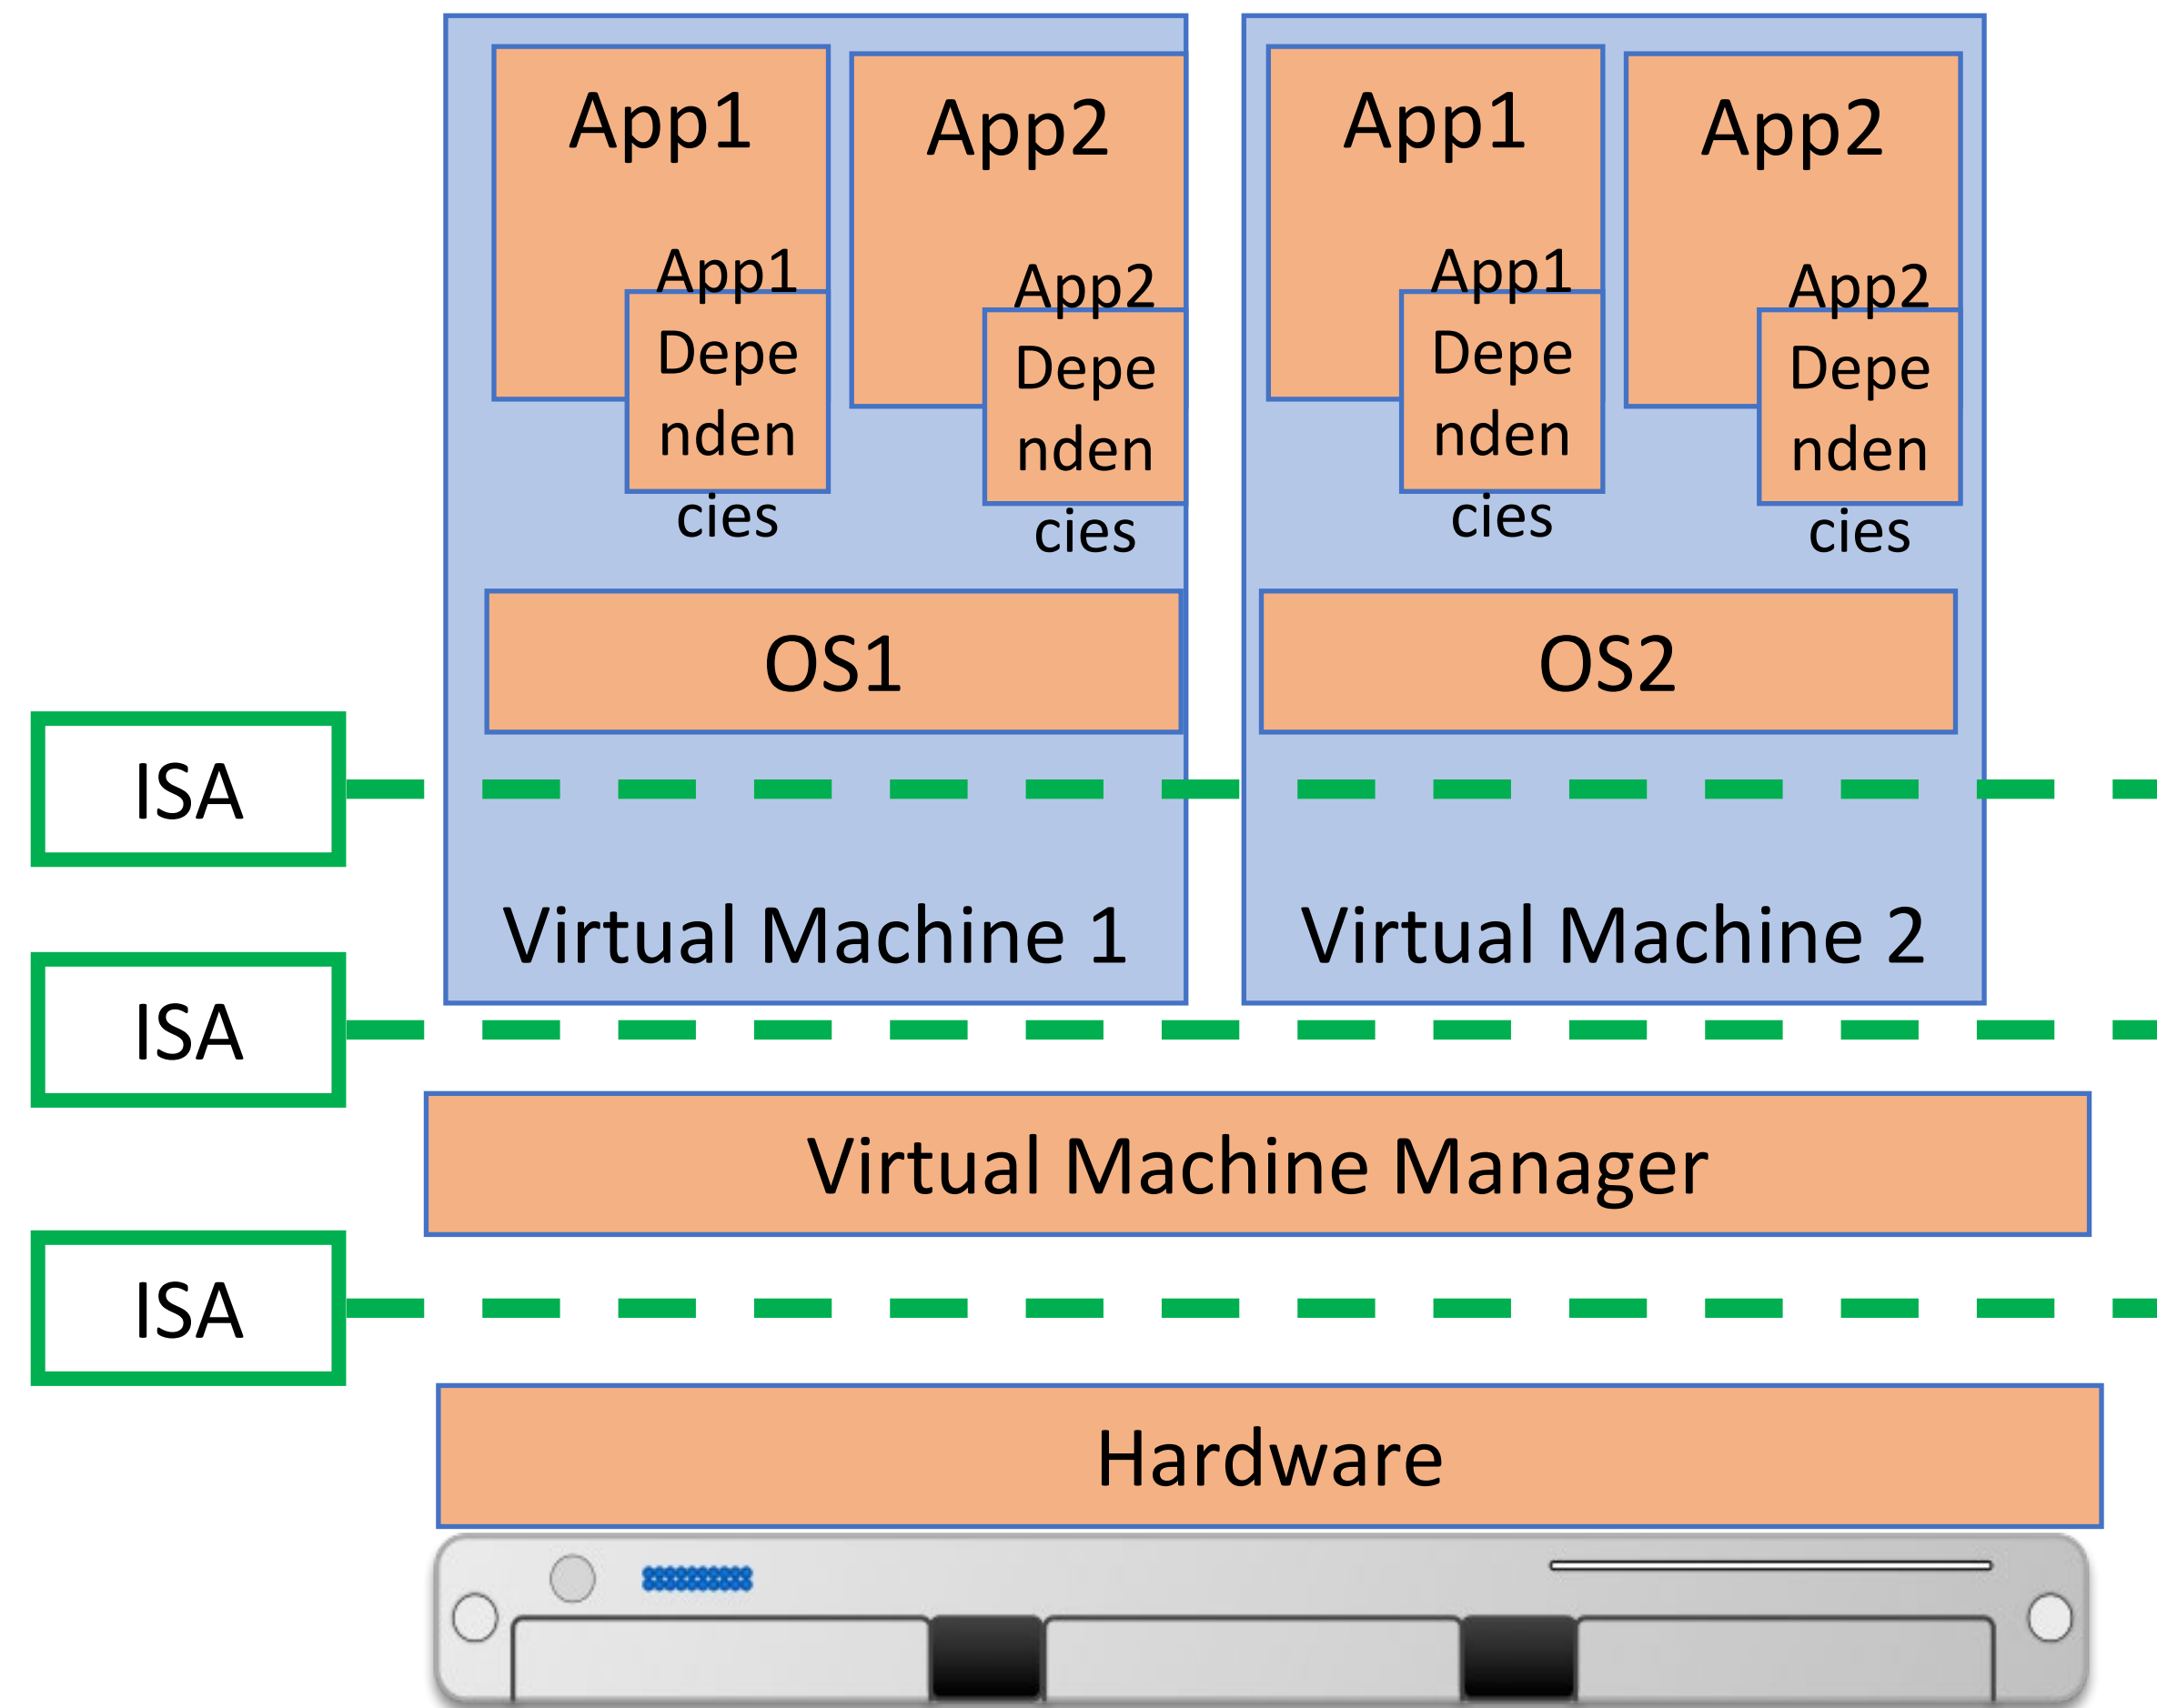 App1
App2
App1
App2
App1
Depe
nden
cies
App2
Depe
nden
cies
App1
Depe
nden
cies
App2
Depe
nden
cies
OS1
OS2
ISA
Virtual Machine 1
Virtual Machine 2
ISA
Virtual Machine Manager
ISA
Hardware